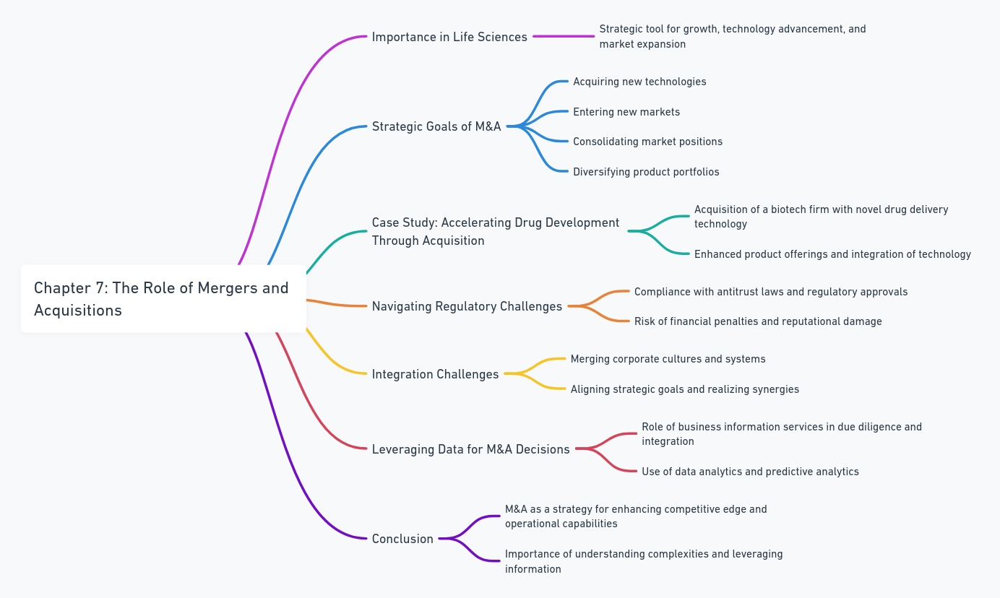 Chapter 7: The Role of Mergers and
Acquisitions
Importance in Life Sciences
Strategic tool for growth, technology advancement, and
market expansion
Strategic Goals of M&A
Acquiring new technologies
Entering new markets
Consolidating market positions
Diversifying product portfolios
Case Study: Accelerating Drug Development
Through Acquisition
Acquisition of a biotech firm with novel drug delivery
technology
Enhanced product offerings and integration of technology
Navigating Regulatory Challenges
Compliance with antitrust laws and regulatory approvals
Risk of financial penalties and reputational damage
Integration Challenges
Merging corporate cultures and systems
Aligning strategic goals and realizing synergies
Leveraging Data for M&A Decisions
Role of business information services in due diligence and
integration
Use of data analytics and predictive analytics
Conclusion
M&A as a strategy for enhancing competitive edge and
operational capabilities
Importance of understanding complexities and leveraging
information